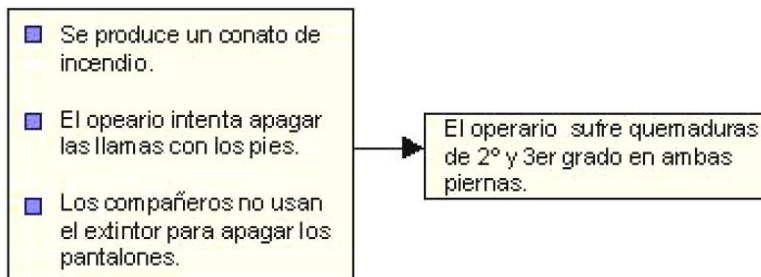 Se produce un conato de
incendio.
El opeario intenta apagar
las llamas con los pies.
Los compañeros no usan
el extintor para apagar los
pantalones.
El operario sufre quemaduras
de 2º y 3er grado en ambas
piernas.